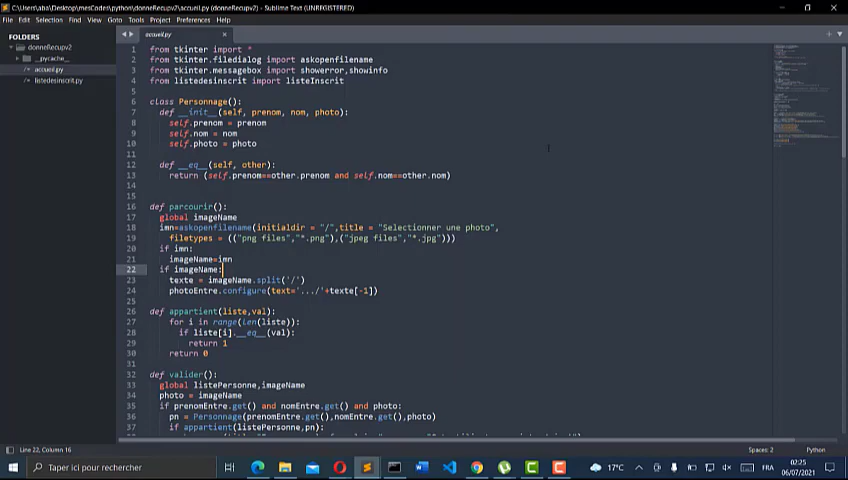 C:\Users\aba\Desktop\mesCodes\python\donneRecupv2\accueil.py (donneRecupv2) - Sublime Text (UNREGISTERED)
File Edit Selection Find View Goto Tools Project Preferences Help
FOLDERS
donneRecupv2
__pycache__
accueil.py
listedesinscrit.py
accueil.py
1 from tkinter import *
2 from tkinter.filedialog import askopenfilename
3 from tkinter.messagebox import showerror,showinfo
4 from listedesinscrit import listeInscrit
5
6 class Personnage():
7 def __init__(self, prenom, nom, photo):
8 self.prenom = prenom
9 self.nom = nom
10 self.photo = photo
11
12 def __eq__(self, other):
13 return (self.prenom==other.prenom and self.nom==other.nom)
14
15
16 def parcourir():
17 global imageName
18 imn=askopenfilename(initialdir = "/",title = "Selectionner une photo",
19 filetypes = (("png files","*.png"),("jpeg files","*.jpg")))
20 if imn:
21 imageName=imn
22 if imageName:
23 texte = imageName.split('/')
24 photoEntre.configure(text='.../'+texte[-1])
25
26 def appartient(liste,val):
27 for i in range(len(liste)):
28 if liste[i].__eq__(val):
29 return 1
30 return 0
31
32 def valider():
33 global listePersonne,imageName
34 photo = imageName
35 if prenomEntre.get() and nomEntre.get() and photo:
36 pn = Personnage(prenomEntre.get(),nomEntre.get(),photo)
37 if appartient(listePersonne,pn):
Line 22, Column 16
Spaces: 2
Python
Taper ici pour rechercher
17°C
FRA
02:25
06/07/2021